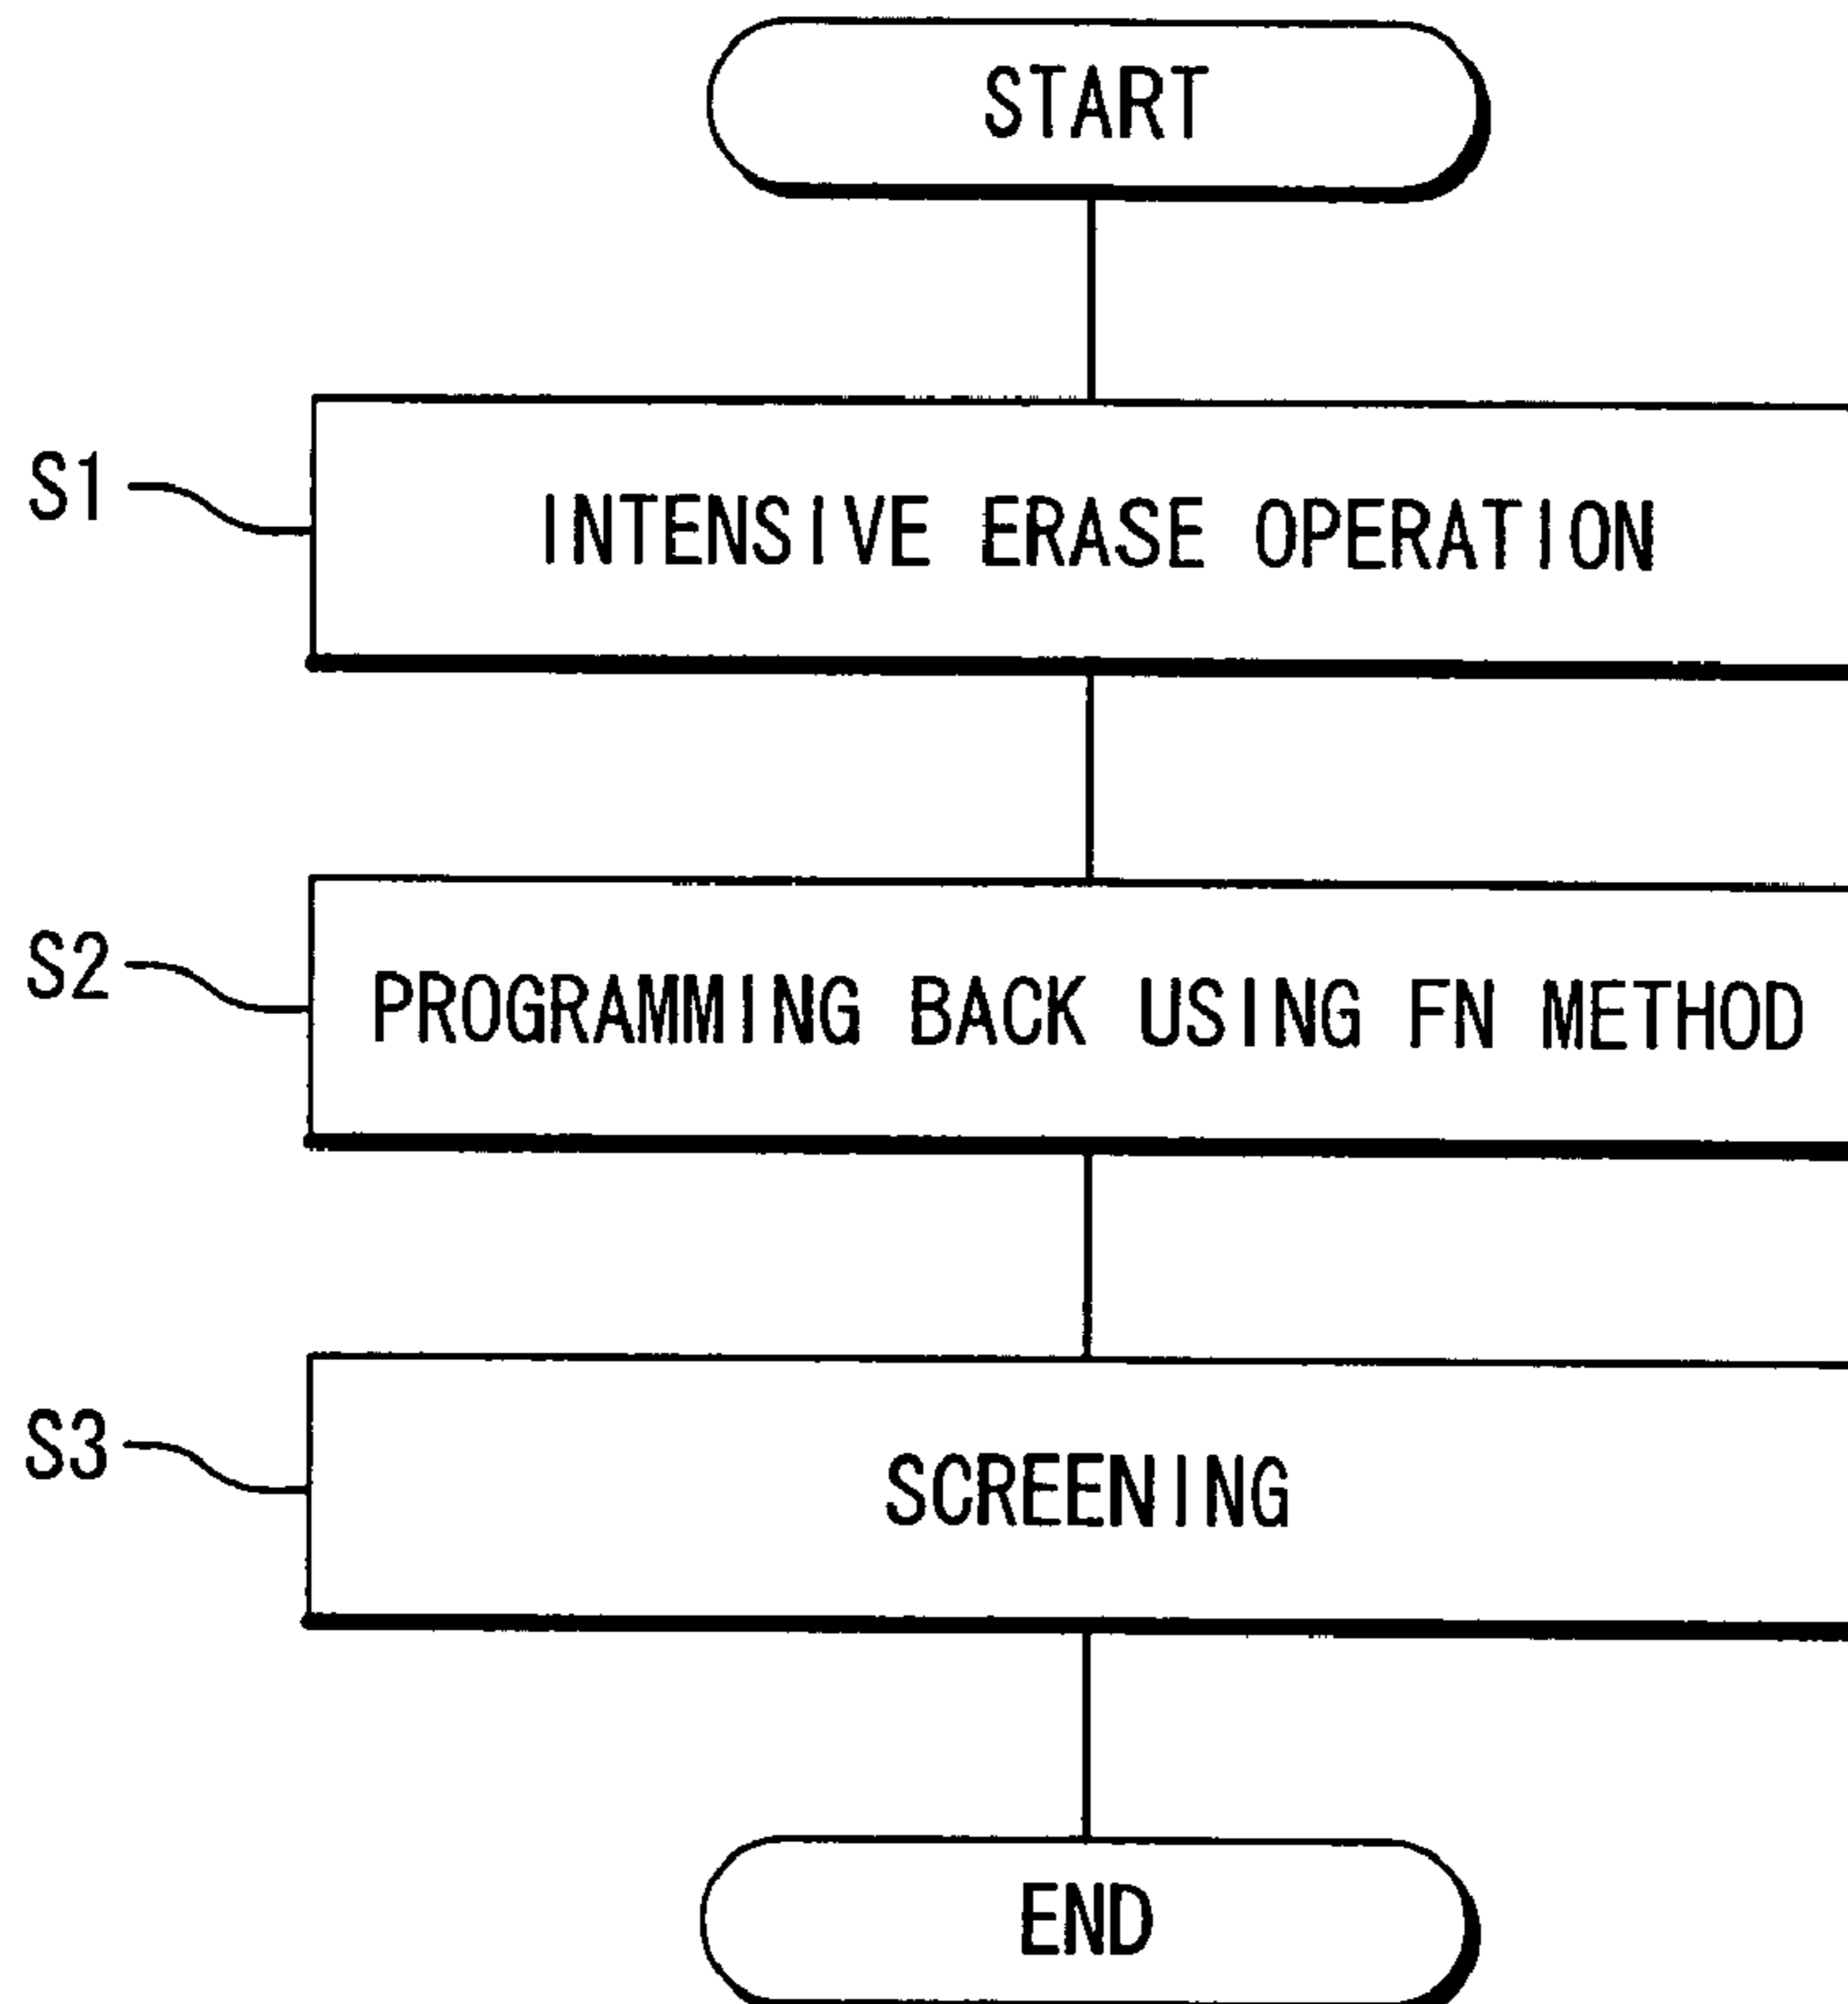 START
S1
INTENSIVE ERASE OPERATION
S2
PROGRAMMING BACK USING FN METHOD
S3
SCREENING
END